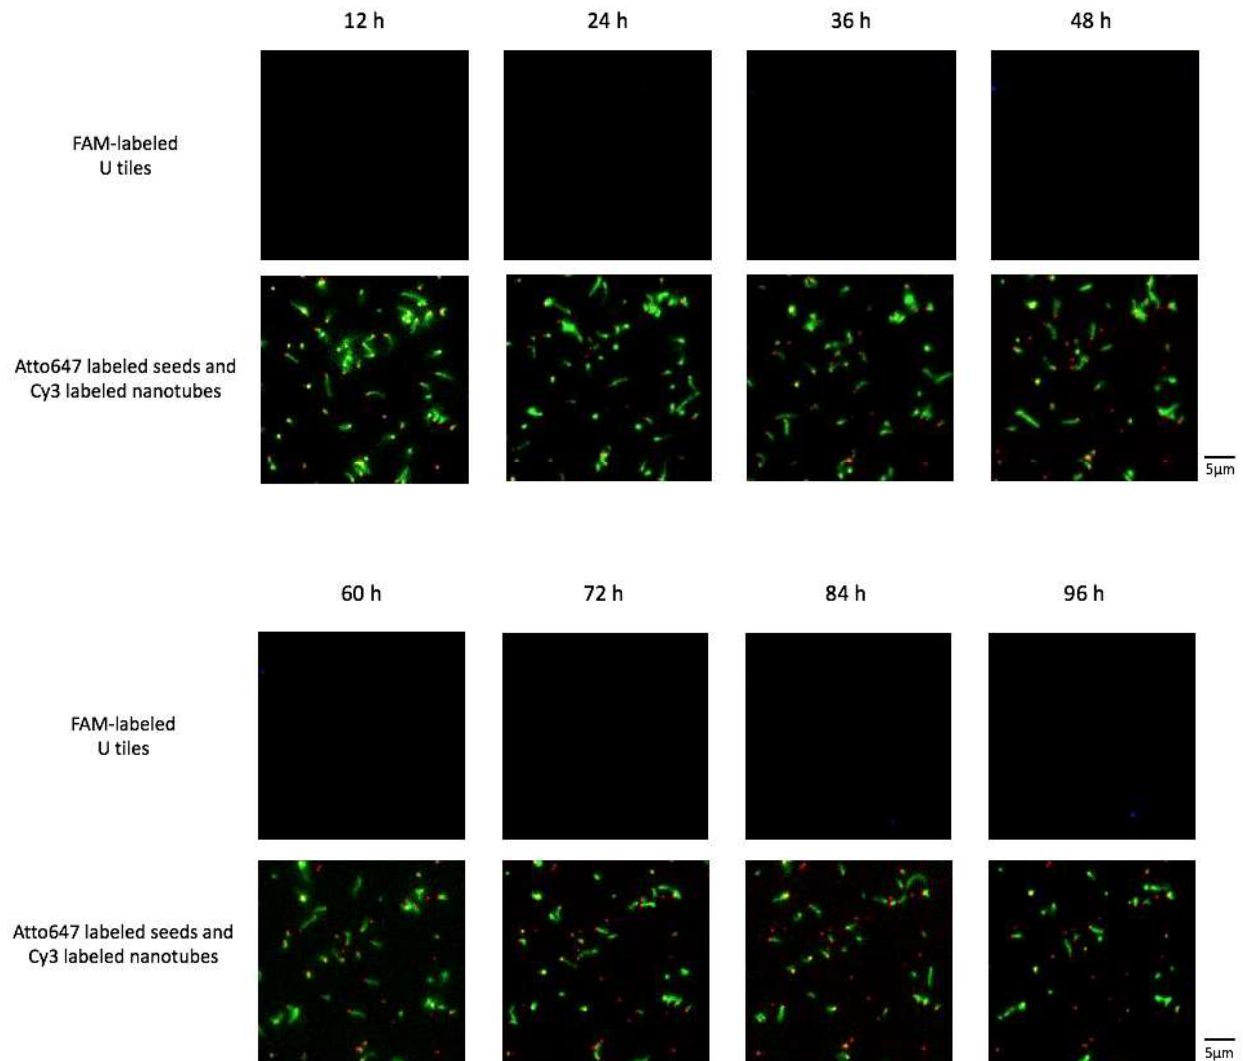 12 h
24 h
36 h
48 h
FAM-labeled
U tiles
Atto647 labeled seeds and
Cy3 labeled nanotubes
5μm
60 h
72 h
84 h
96 h
FAM-labeled
U tiles
Atto647 labeled seeds and
Cy3 labeled nanotubes
5μm